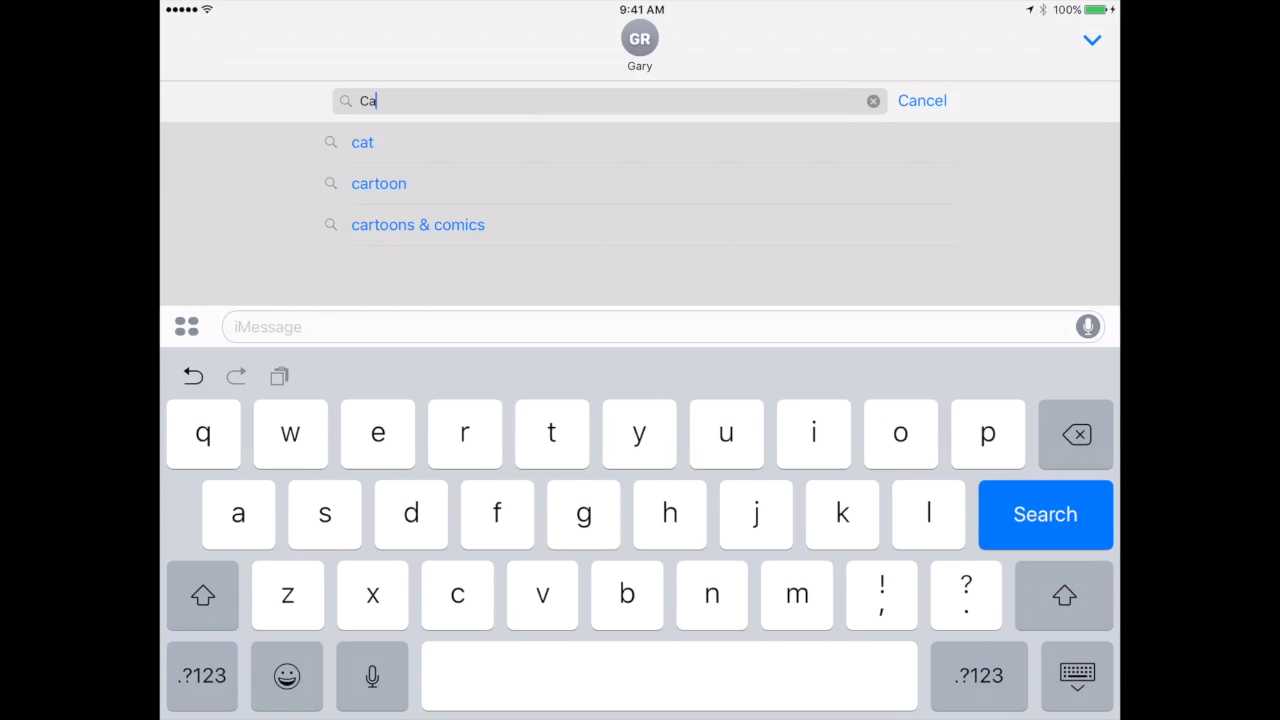 9:41 AM
100%
GR
Gary
Ca
Cancel
cat
cartoon
cartoons & comics
iMessage
q w e r t y u i o p
a s d f g h j k l Search
z x c v b n m ! , ? .
.?123 .?123